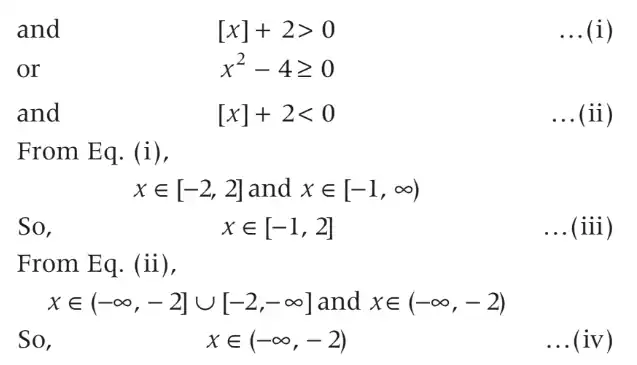 and [x] + 2 > 0 …(i)
or x² − 4 ≥ 0
and [x] + 2 < 0 …(ii)
From Eq. (i),
x ∈ [−2, 2] and x ∈ [−1, ∞)
So, x ∈ [−1, 2] …(iii)
From Eq. (ii),
x ∈ (−∞, − 2] ∪ [−2,− ∞] and x ∈ (−∞, − 2)
So, x ∈ (−∞, − 2) …(iv)